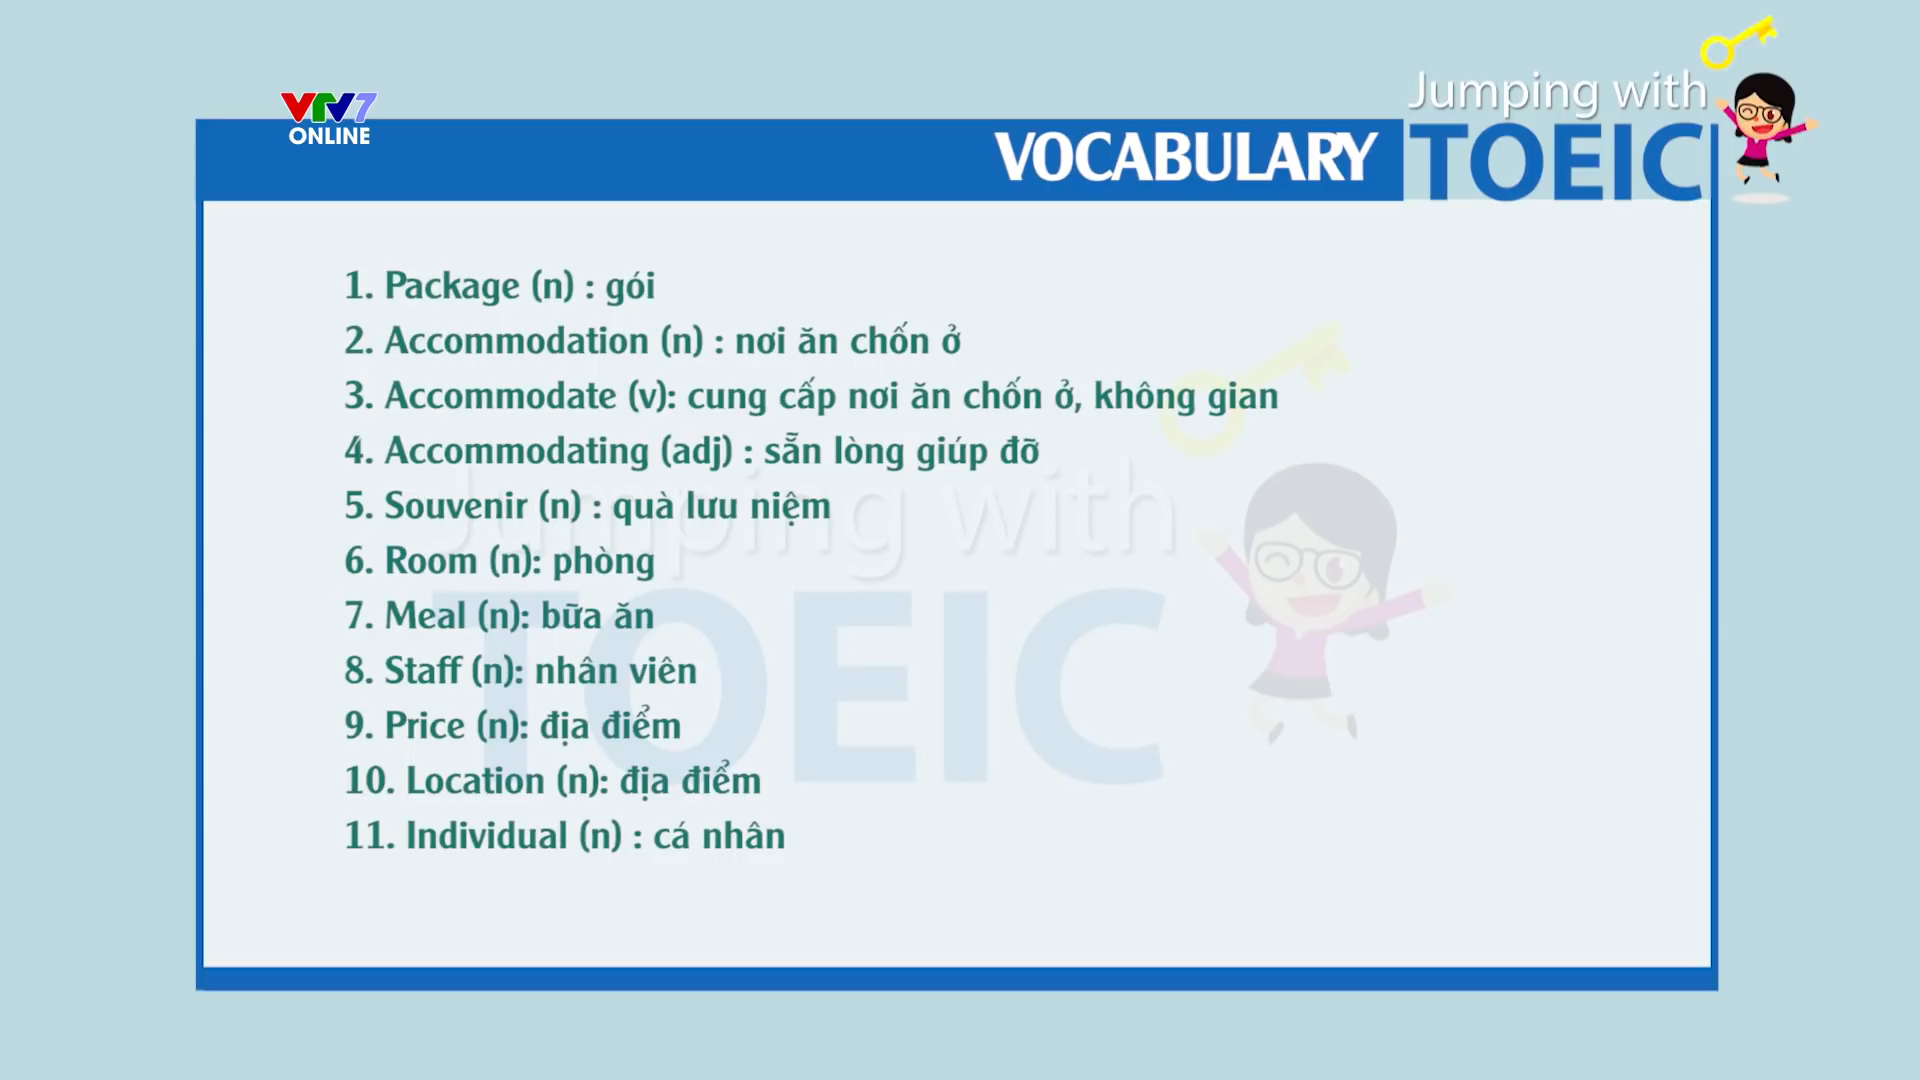 VTV7
ONLINE
Jumping with
TOEIC
VOCABULARY
1. Package (n) : gói
2. Accommodation (n) : nơi ăn chốn ở
3. Accommodate (v): cung cấp nơi ăn chốn ở, không gian
4. Accommodating (adj) : sẵn lòng giúp đỡ
5. Souvenir (n) : quà lưu niệm
6. Room (n): phòng
7. Meal (n): bữa ăn
8. Staff (n): nhân viên
9. Price (n): địa điểm
10. Location (n): địa điểm
11. Individual (n) : cá nhân
Jumping with
TOEIC